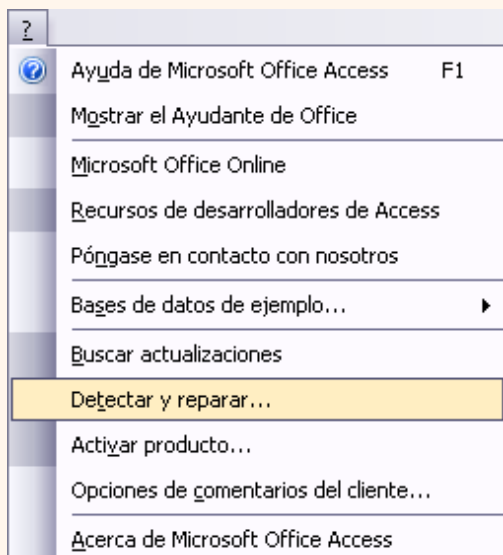 ?
Ayuda de Microsoft Office Access F1
Mostrar el Ayudante de Office
Microsoft Office Online
Recursos de desarrolladores de Access
Póngase en contacto con nosotros
Bases de datos de ejemplo...
Buscar actualizaciones
Detectar y reparar...
Activar producto...
Opciones de comentarios del cliente...
Acerca de Microsoft Office Access